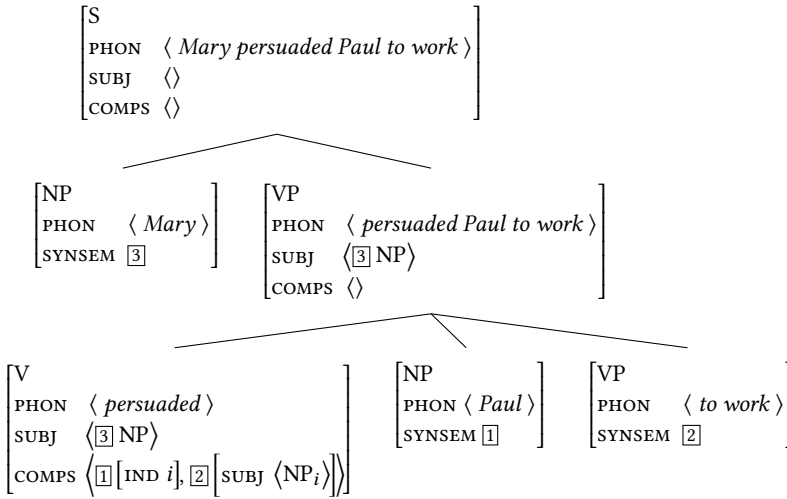 S
PHON ⟨ Mary persuaded Paul to work ⟩
SUBJ ⟨⟩
COMPS ⟨⟩
NP
PHON ⟨ Mary ⟩
SYNSEM 3
VP
PHON ⟨ persuaded Paul to work ⟩
SUBJ ⟨3 NP⟩
COMPS ⟨⟩
V
PHON ⟨ persuaded ⟩
SUBJ ⟨3 NP⟩
COMPS ⟨1[IND i], 2[SUBJ ⟨NPᵢ⟩]⟩
NP
PHON ⟨ Paul ⟩
SYNSEM 1
VP
PHON ⟨ to work ⟩
SYNSEM 2